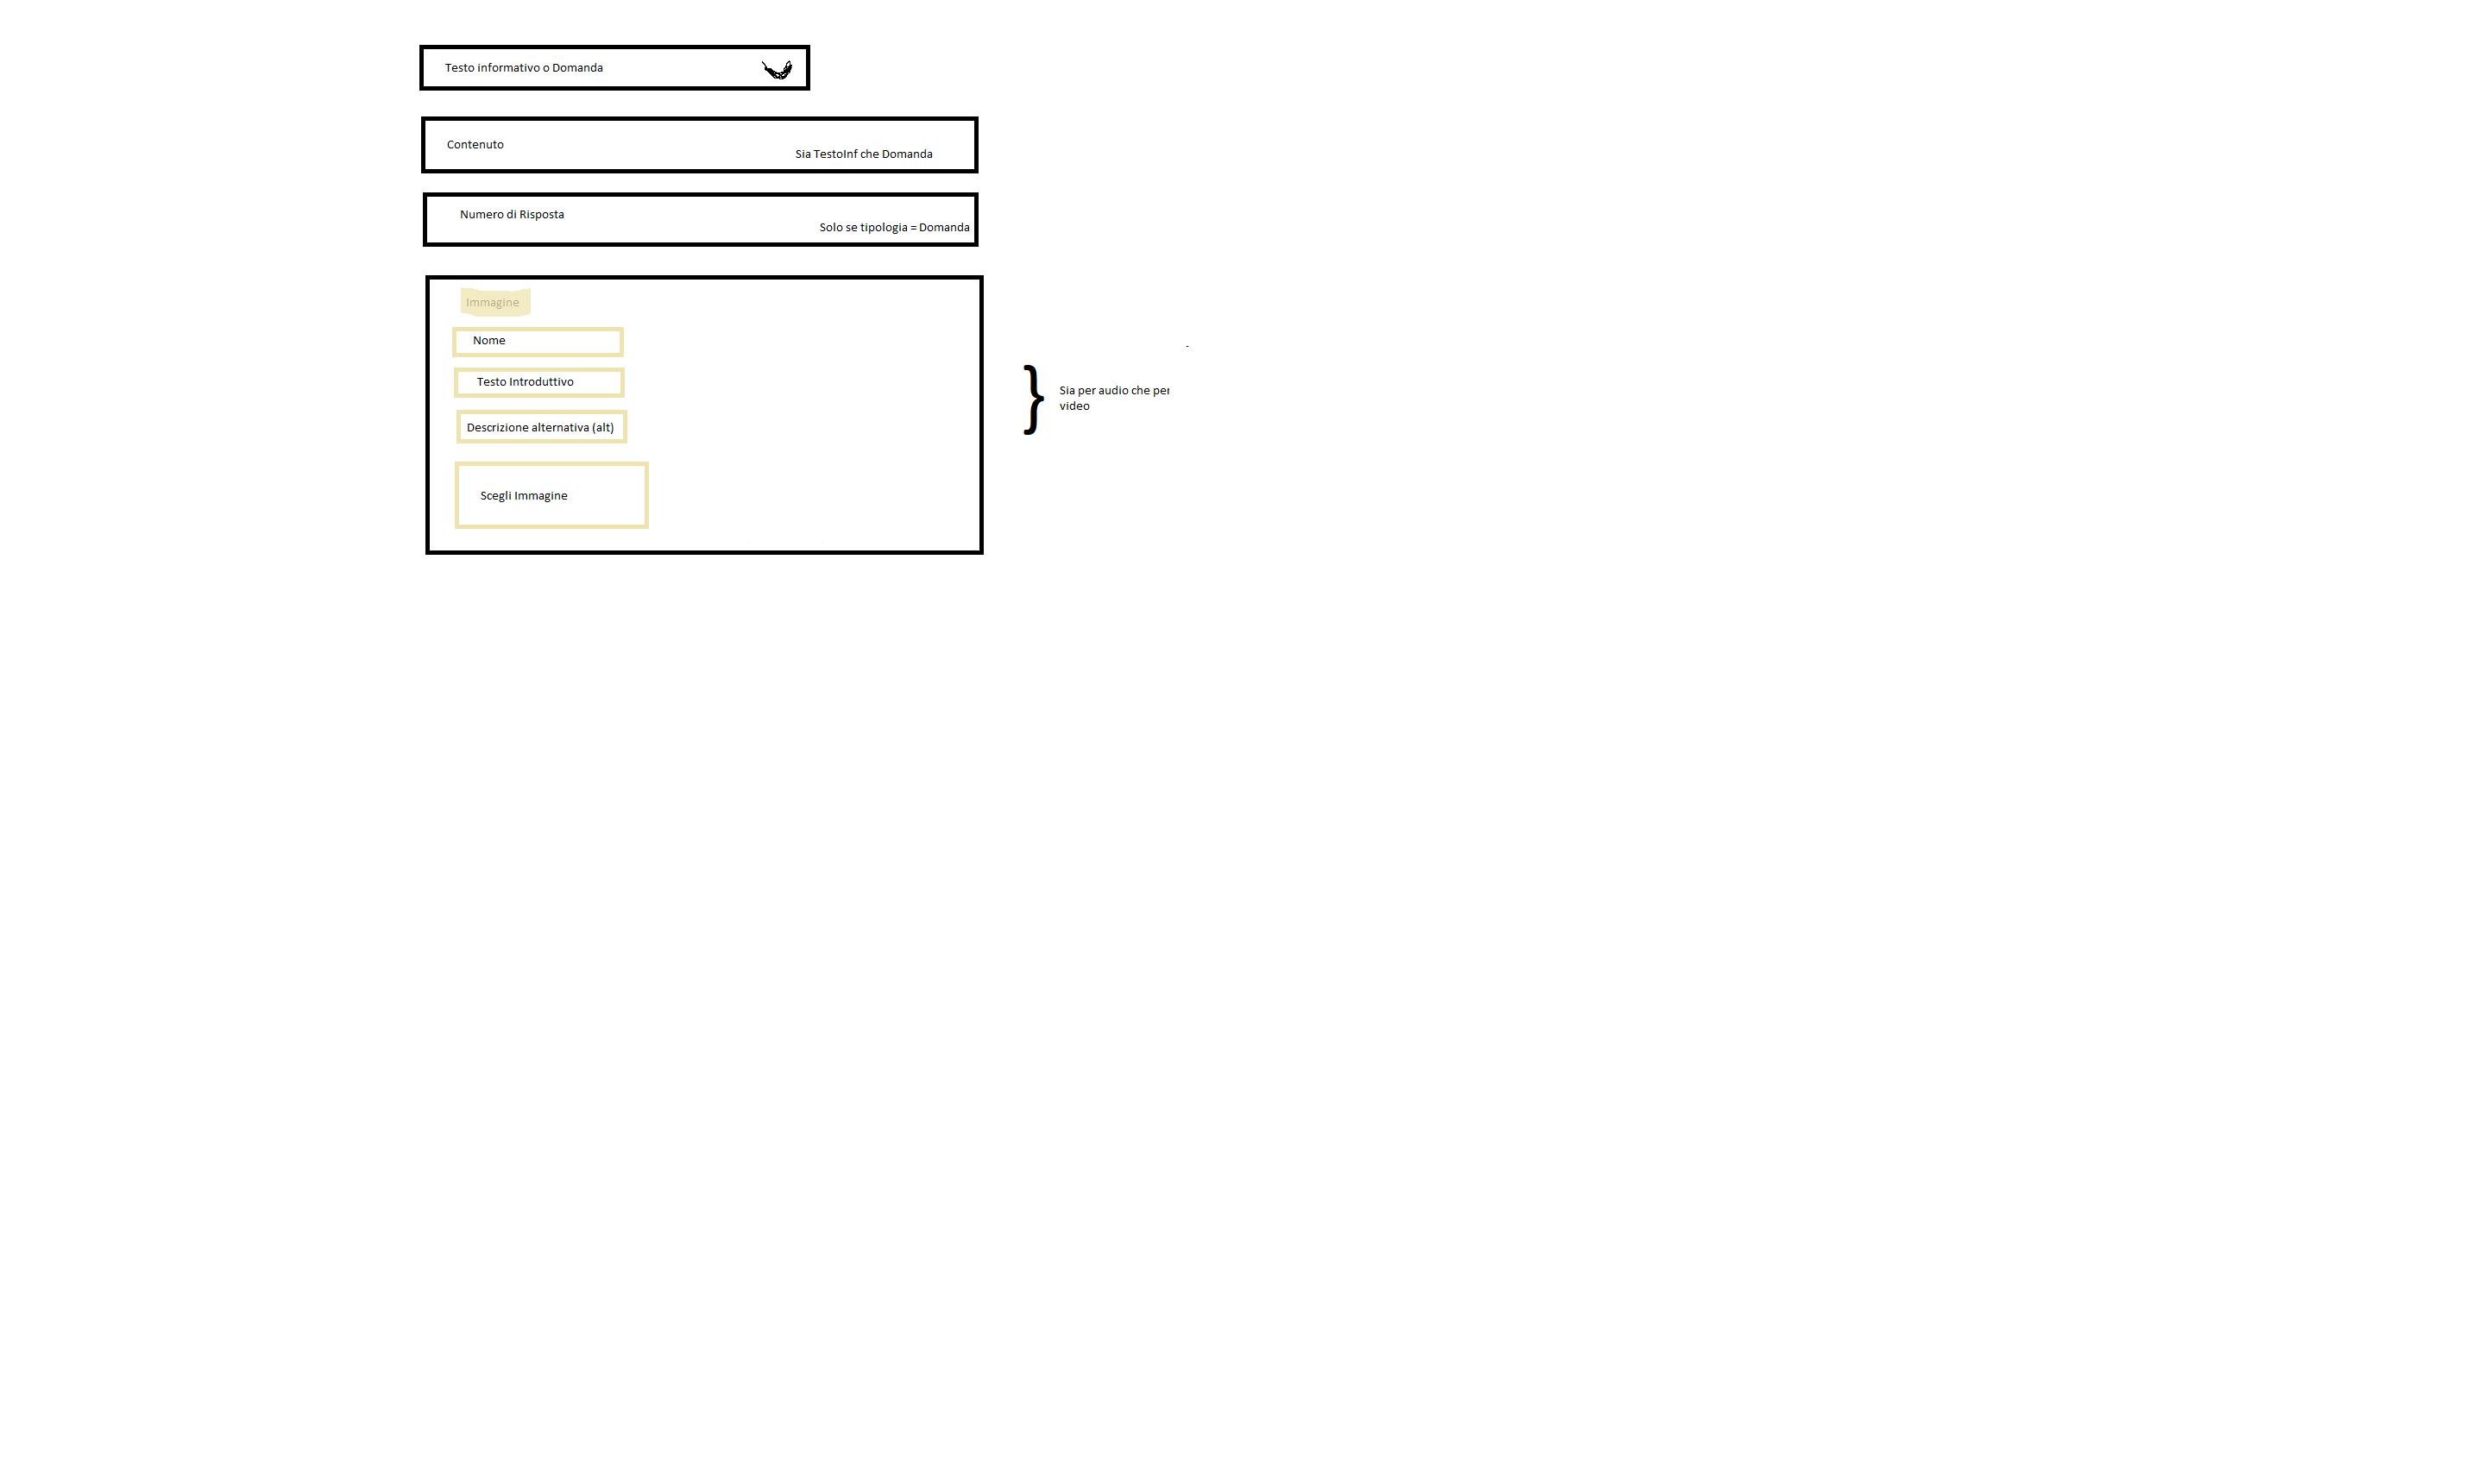 Testo informativo o Domanda
Contenuto
Sia TestoInf che Domanda
Numero di Risposta
Solo se tipologia = Domanda
Immagine
Nome
Testo Introduttivo
Descrizione alternativa (alt)
Scegli Immagine
} Sia per audio che per
video